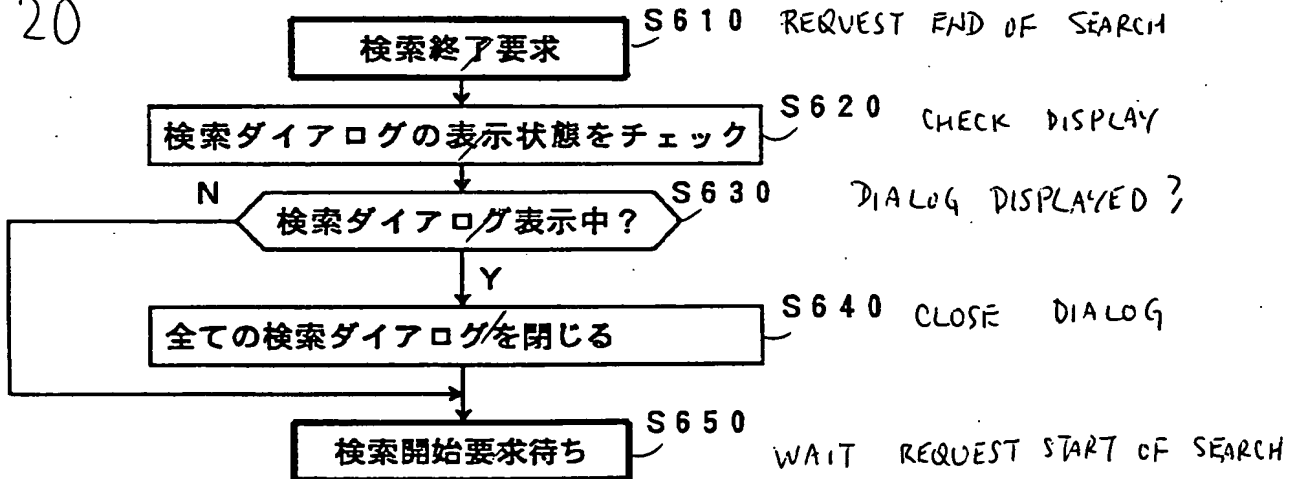 20
検索終了要求 S610 REQUEST END OF SEARCH
検索ダイアログの表示状態をチェック S620 CHECK DISPLAY
N 検索ダイアログ表示中? S630 DIALOG DISPLAYED?
Y
全ての検索ダイアログを閉じる S640 CLOSE DIALOG
検索開始要求待ち S650 WAIT REQUEST START OF SEARCH